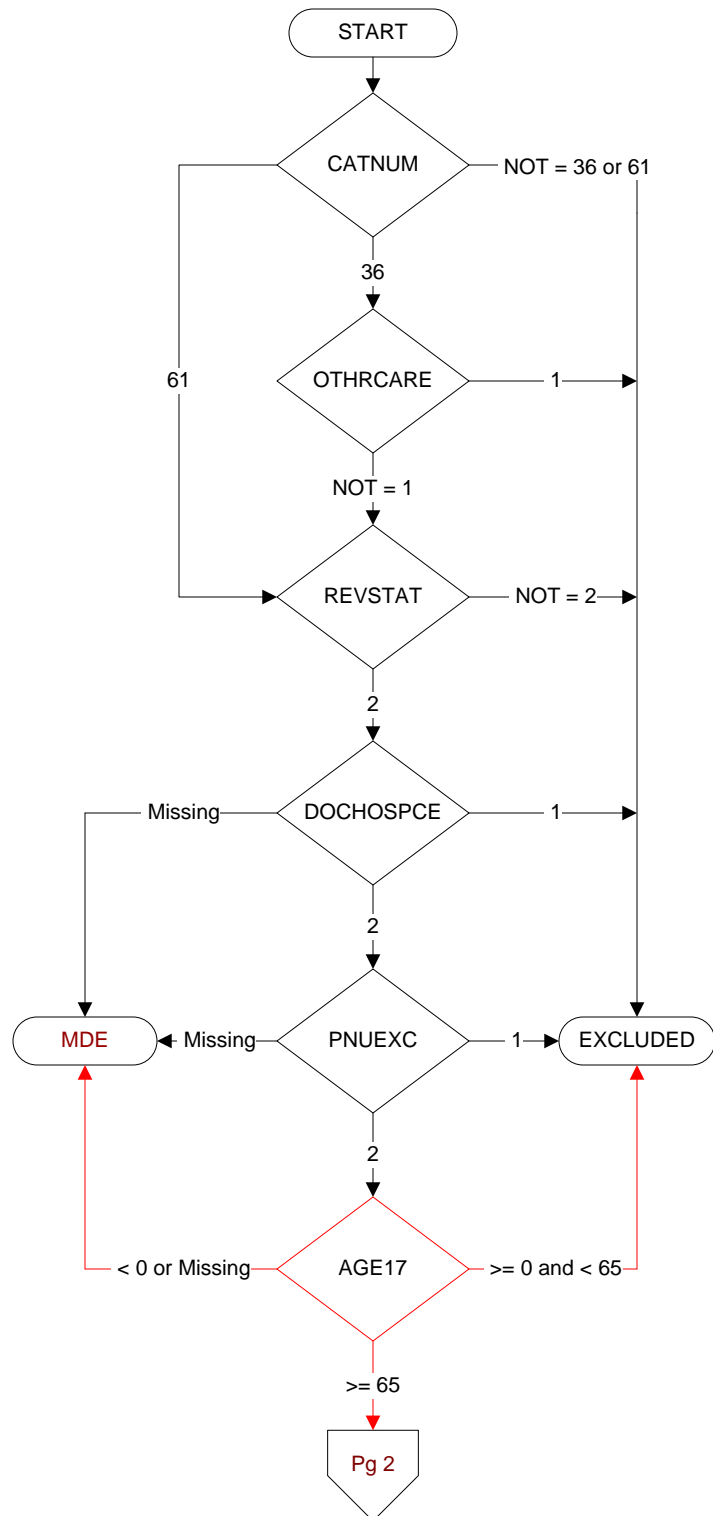 START
CATNUM
NOT = 36 or 61
36
61
OTHRCARE
1
NOT = 1
REVSTAT
NOT = 2
2
Missing
DOCHOSPCE
1
2
MDE
Missing
PNUEXC
1
EXCLUDED
2
< 0 or Missing
AGE17
>= 0 and < 65
>= 65
Pg 2